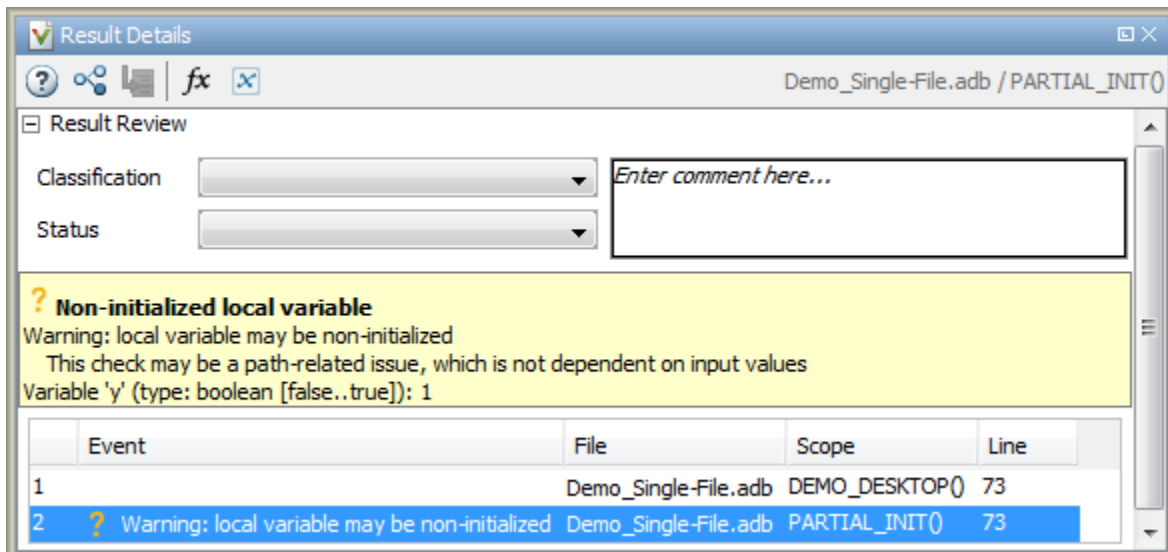 Result Details
fx x Demo_Single-File.adb / PARTIAL_INIT()
Result Review
Classification
Enter comment here...
Status
? Non-initialized local variable
Warning: local variable may be non-initialized
This check may be a path-related issue, which is not dependent on input values
Variable 'y' (type: boolean [false..true]): 1
Event File Scope Line
1 Demo_Single-File.adb DEMO_DESKTOP() 73
2 ? Warning: local variable may be non-initialized Demo_Single-File.adb PARTIAL_INIT() 73